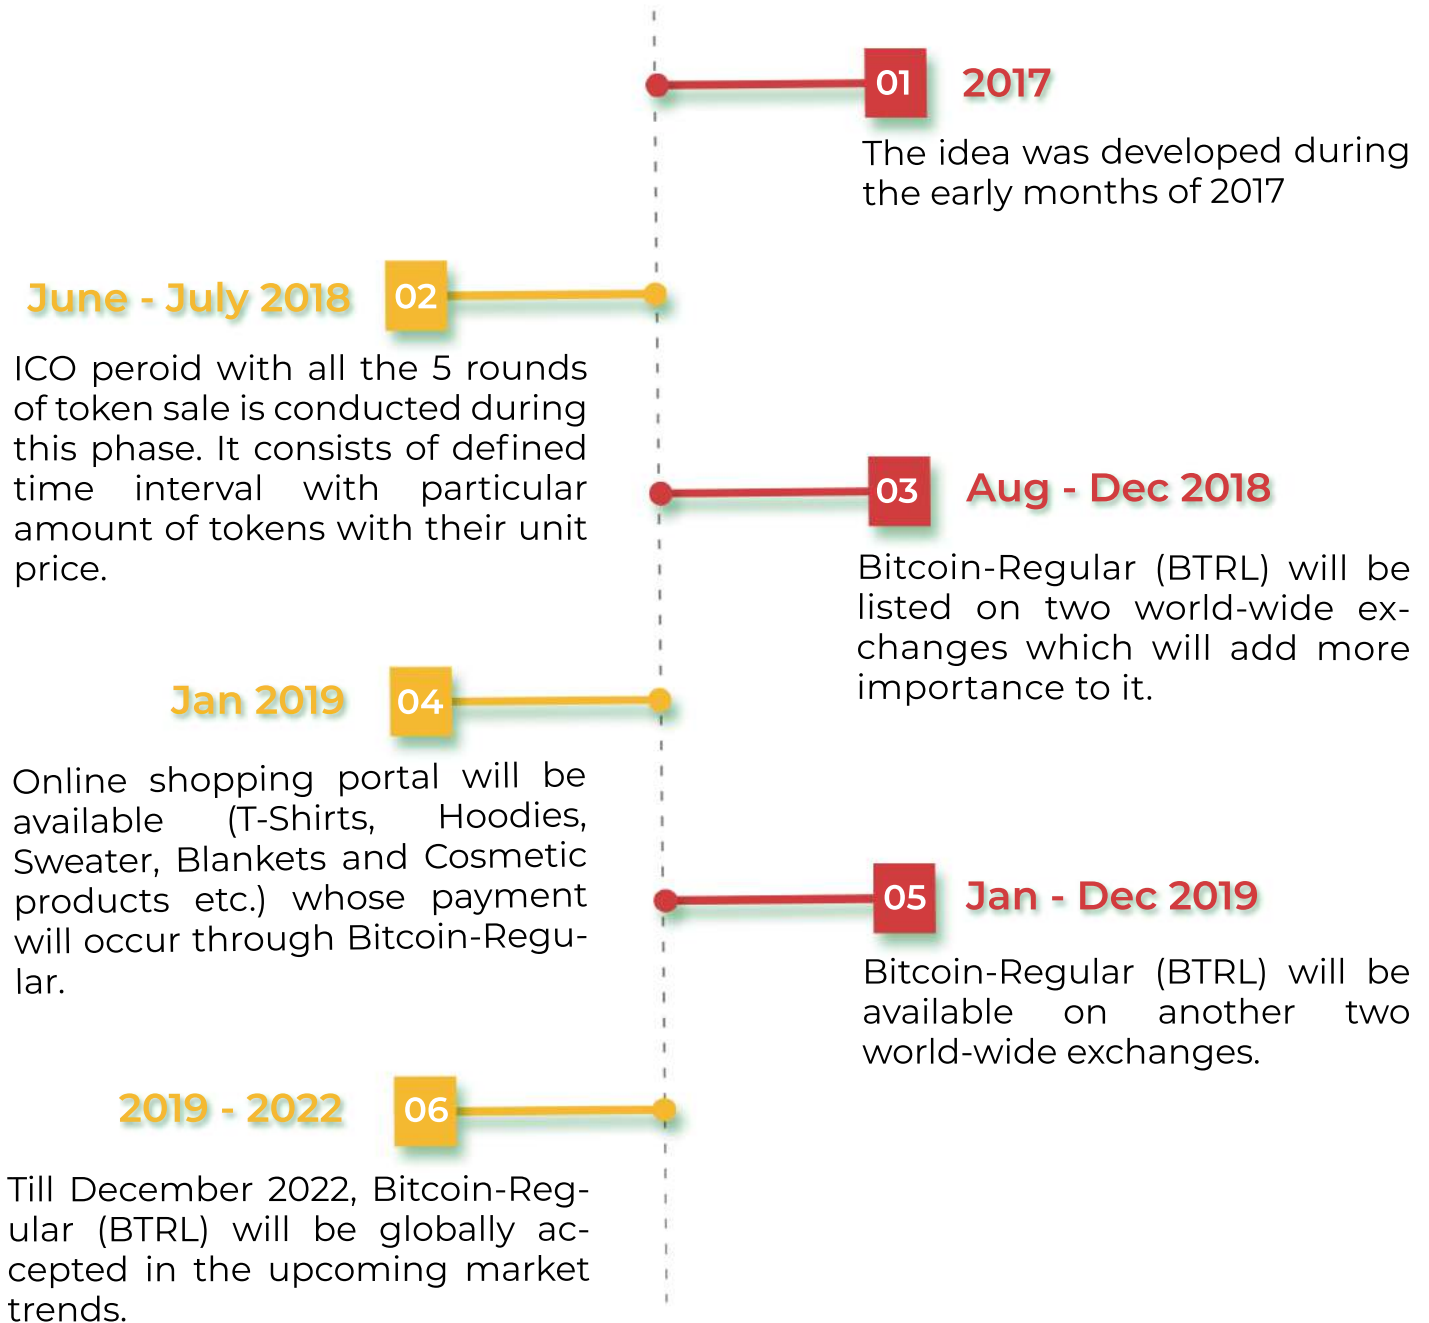 01 2017
The idea was developed during
the early months of 2017
June - July 2018 02
ICO peroid with all the 5 rounds
of token sale is conducted during
this phase. It consists of defined
time interval with particular
amount of tokens with their unit
price.
03 Aug - Dec 2018
Bitcoin-Regular (BTRL) will be
listed on two world-wide ex-
changes which will add more
importance to it.
Jan 2019 04
Online shopping portal will be
available (T-Shirts, Hoodies,
Sweater, Blankets and Cosmetic
products etc.) whose payment
will occur through Bitcoin-Regu-
lar.
05 Jan - Dec 2019
Bitcoin-Regular (BTRL) will be
available on another two
world-wide exchanges.
2019 - 2022 06
Till December 2022, Bitcoin-Reg-
ular (BTRL) will be globally ac-
cepted in the upcoming market
trends.